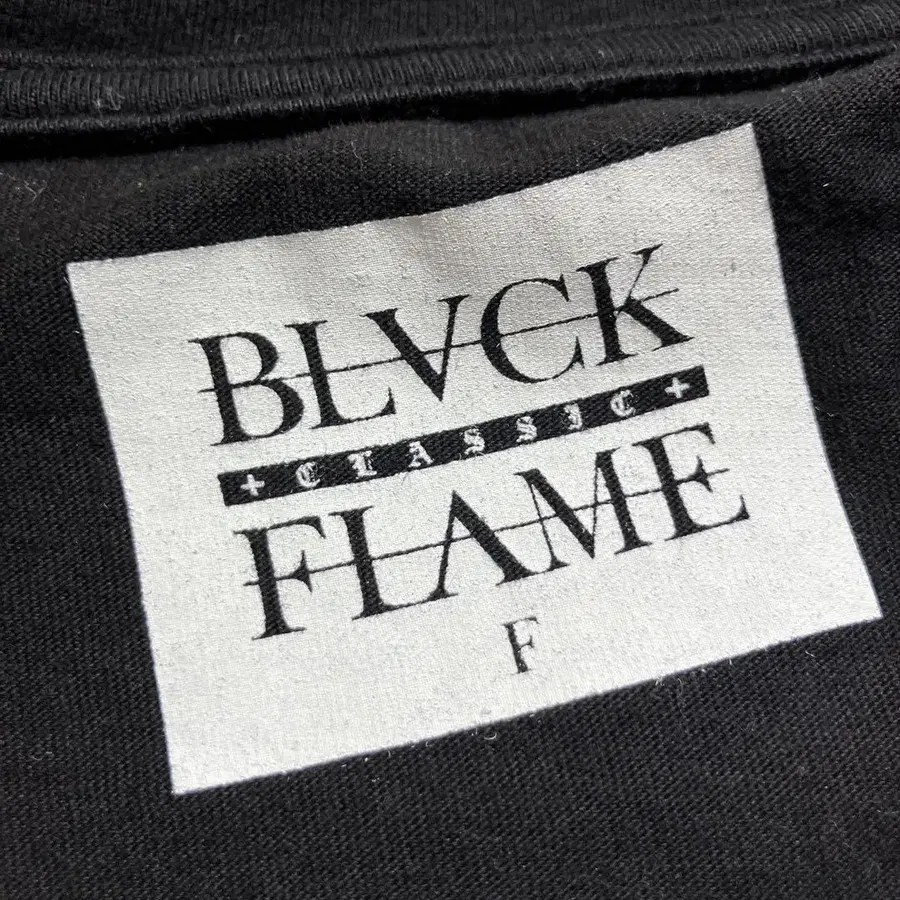 BLVCK
+ CLASSIC +
FLAME
F